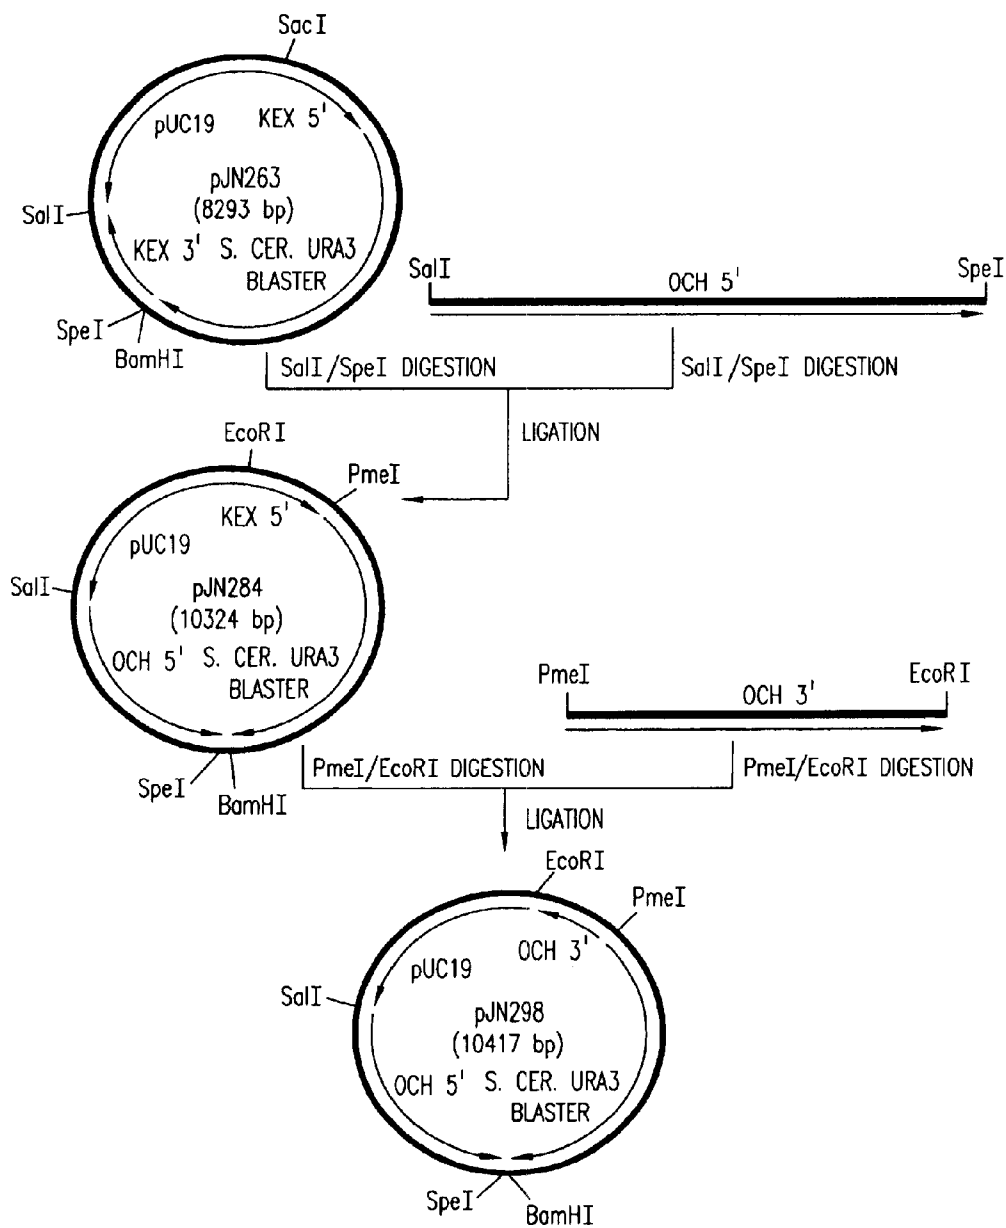 SacI
pUC19 KEX 5'
pJN263
(8293 bp)
SalI
KEX 3' S. CER. URA3
BLASTER
SpeI
BamHI
SalI OCH 5' SpeI
SalI/SpeI DIGESTION
SalI/SpeI DIGESTION
LIGATION
EcoRI
PmeI
KEX 5'
pUC19
SalI
pJN284
(10324 bp)
OCH 5' S. CER. URA3
BLASTER
SpeI
BamHI
PmeI OCH 3' EcoRI
PmeI/EcoRI DIGESTION
PmeI/EcoRI DIGESTION
LIGATION
EcoRI
PmeI
OCH 3'
pUC19
SalI
pJN298
(10417 bp)
OCH 5' S. CER. URA3
BLASTER
SpeI
BamHI